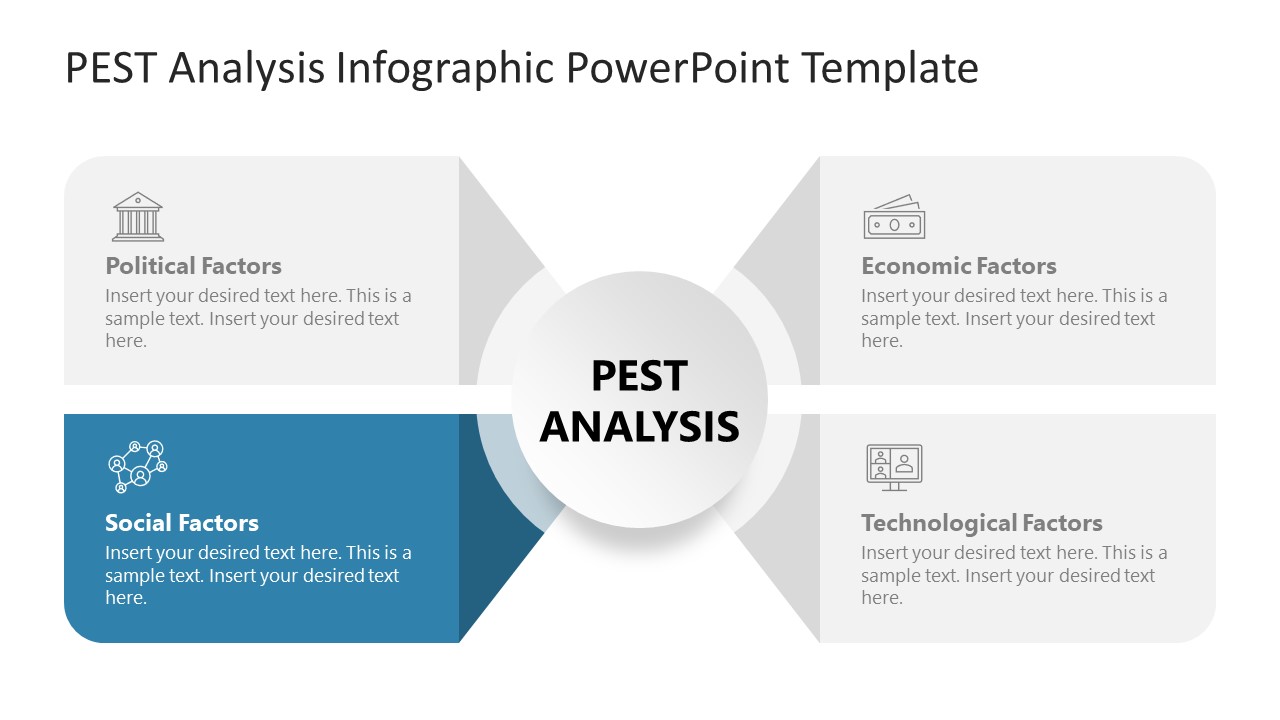 PEST Analysis Infographic PowerPoint Template
Political Factors
Insert your desired text here. This is a
sample text. Insert your desired text
here.
Economic Factors
Insert your desired text here. This is a
sample text. Insert your desired text
here.
PEST
ANALYSIS
Social Factors
Insert your desired text here. This is a
sample text. Insert your desired text
here.
Technological Factors
Insert your desired text here. This is a
sample text. Insert your desired text
here.